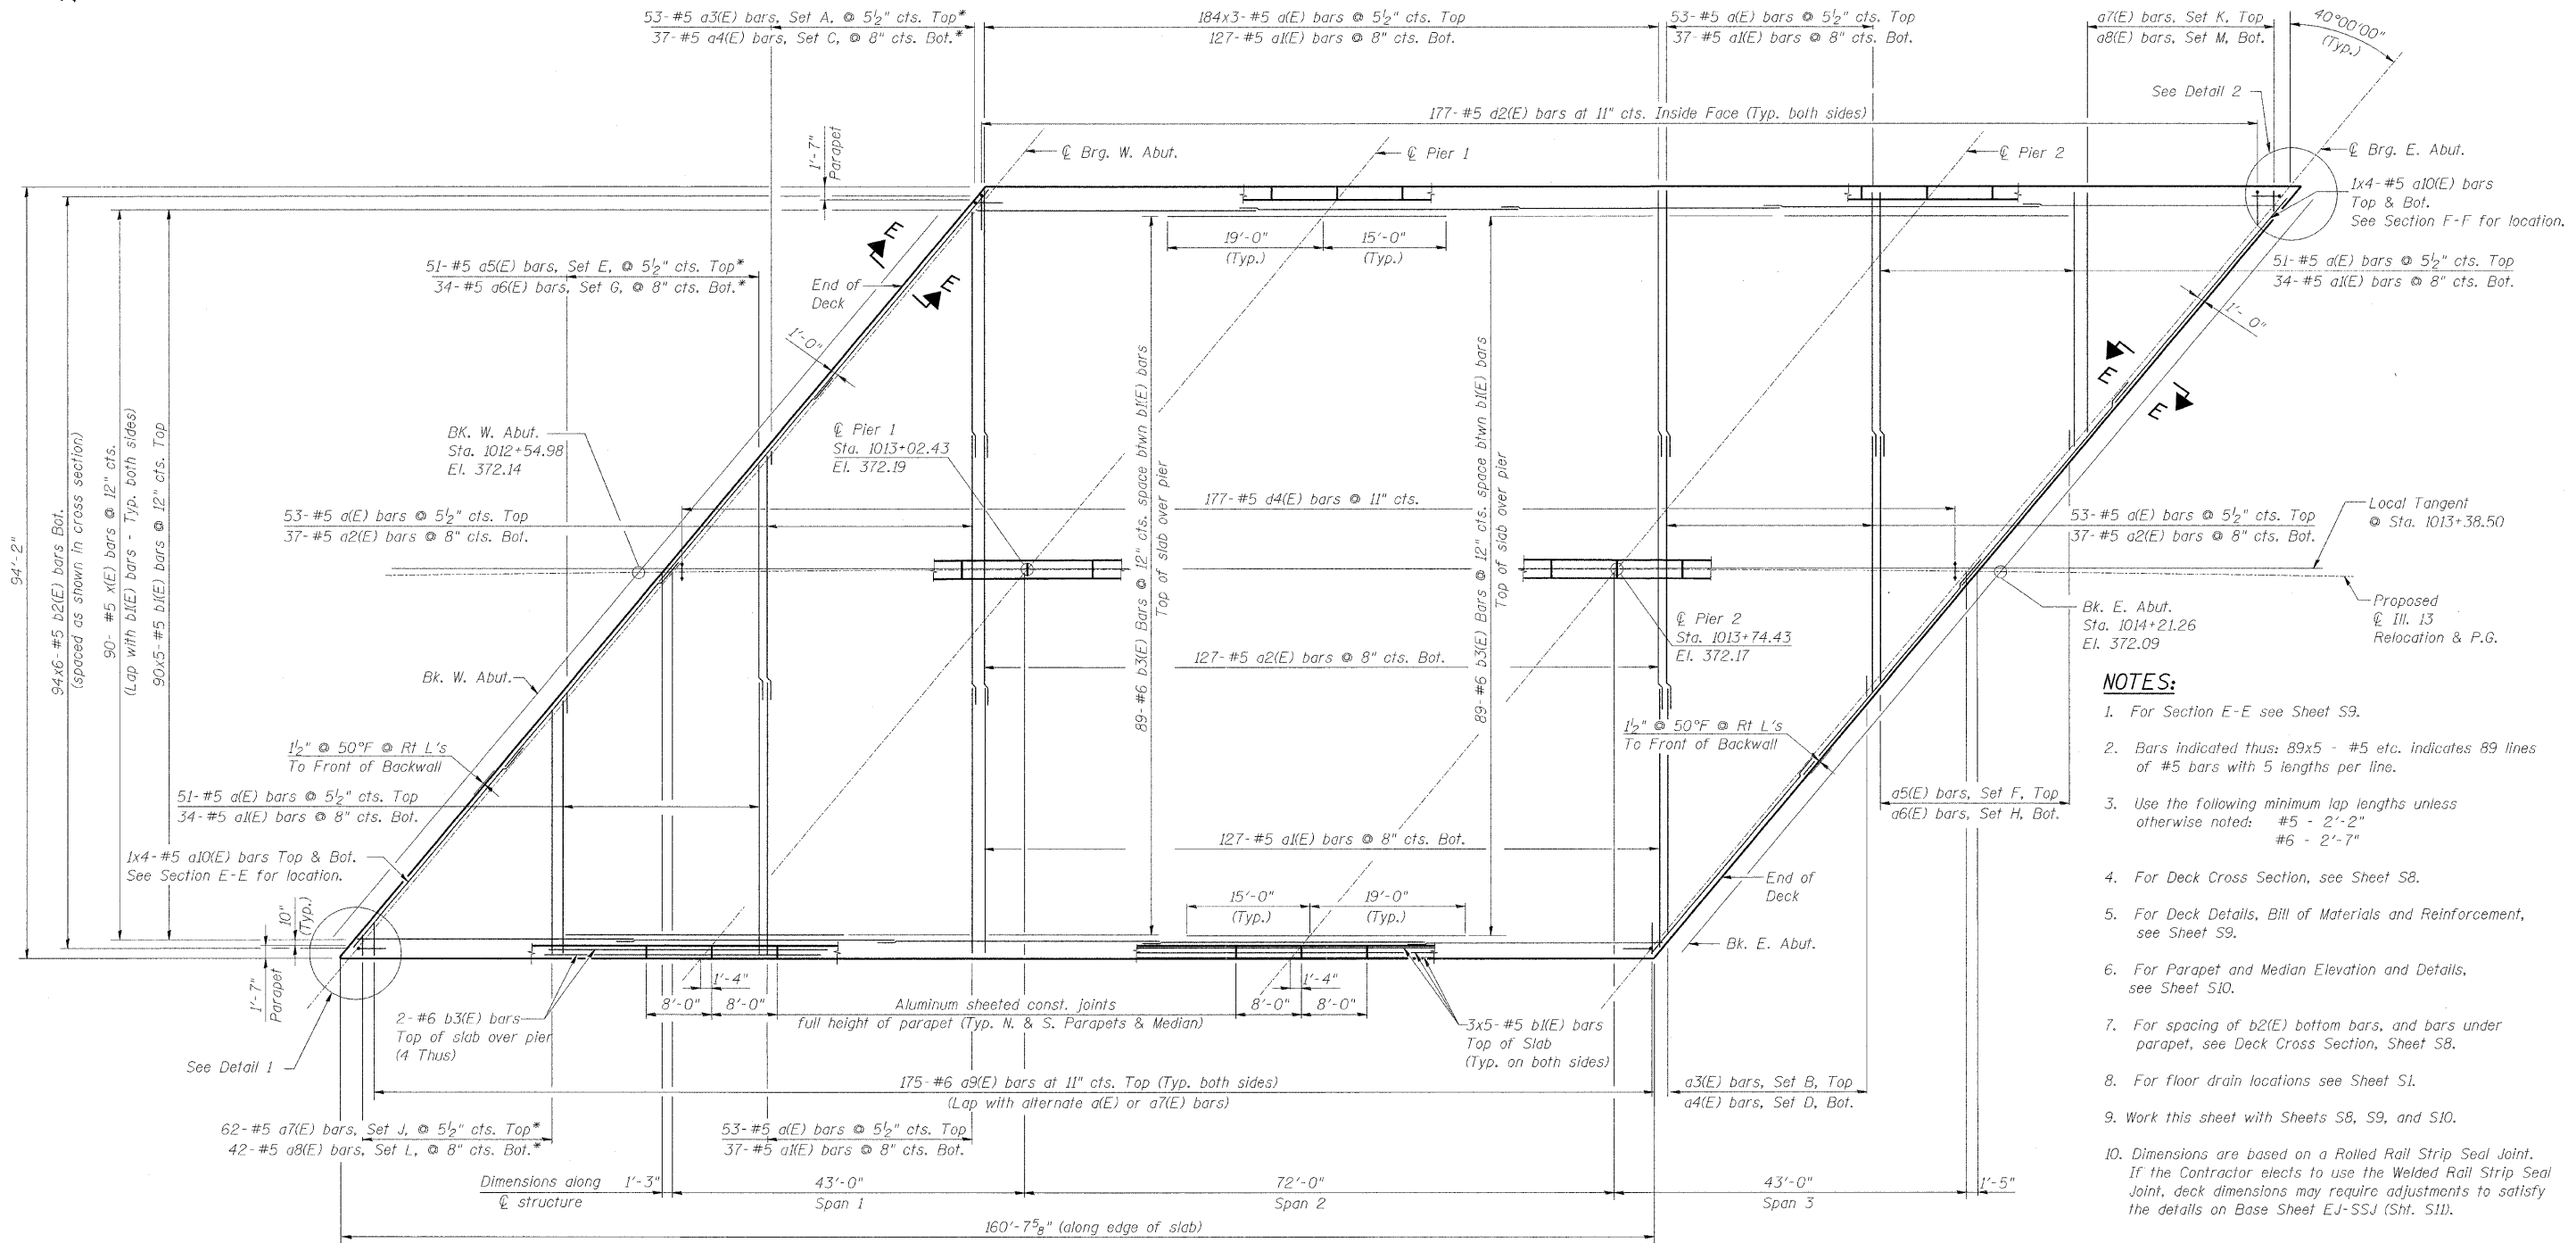 53-#5 a3(E) bars, Set A. @ 5½" cts. Top*
37-#5 a4(E) bars, Set C, @ 8" cts. Bot.*
184x3-#5 a(E) bars @ 5½" cts. Top
127-#5 a1(E) bars @ 8" cts. Bot.
53-#5 a(E) bars @ 5½" cts. Top
37-#5 a1(E) bars @ 8" cts. Bot.
a7(E) bars, Set K, Top
a8(E) bars, Set M, Bot.
40°00'00"
(Typ.)
See Detail 2
177-#5 d2(E) bars at 11" cts. Inside Face (Typ. both sides)
1'-7"
Parapet
℄ Brg. W. Abut.
℄ Pier 1
℄ Pier 2
℄ Brg. E. Abut.
1x4-#5 a10(E) bars
Top & Bot.
See Section F-F for location.
19'-0"
(Typ.)
15'-0"
(Typ.)
E
E
51-#5 a5(E) bars, Set E, @ 5½" cts. Top*
34-#5 a6(E) bars, Set G, @ 8" cts. Bot.*
End of
Deck
51-#5 a(E) bars @ 5½" cts. Top
34-#5 a1(E) bars @ 8" cts. Bot.
1'-0"
1'-0"
E
E
94'-2"
94x6-#5 b2(E) bars Bot.
(spaced as shown in cross section)
90- #5 x(E) bars @ 12" cts.
(Lap with b1(E) bars - Typ. both sides)
90x5-#5 b1(E) bars @ 12" cts. Top
BK. W. Abut.
Sta. 1012+54.98
El. 372.14
℄ Pier 1
Sta. 1013+02.43
El. 372.19
89-#6 b3(E) Bars @ 12" cts. space btwn b1(E) bars
Top of slab over pier
89-#6 b3(E) Bars @ 12" cts. space btwn b1(E) bars
Top of slab over pier
177-#5 d4(E) bars @ 11" cts.
53-#5 a(E) bars @ 5½" cts. Top
37-#5 a2(E) bars @ 8" cts. Bot.
53-#5 a(E) bars @ 5½" cts. Top
37-#5 a2(E) bars @ 8" cts. Bot.
Local Tangent
@ Sta. 1013+38.50
Proposed
℄ Ill. 13
Relocation & P.G.
Bk. E. Abut.
Sta. 1014+21.26
El. 372.09
℄ Pier 2
Sta. 1013+74.43
El. 372.17
127-#5 a2(E) bars @ 8" cts. Bot.
Bk. W. Abut.
1½" @ 50°F @ Rt L's
To Front of Backwall
1½" @ 50°F @ Rt L's
To Front of Backwall
51-#5 a(E) bars @ 5½" cts. Top
34-#5 a1(E) bars @ 8" cts. Bot.
a5(E) bars, Set F, Top
a6(E) bars, Set H, Bot.
127-#5 a1(E) bars @ 8" cts. Bot.
1x4-#5 a10(E) bars Top & Bot.
See Section E-E for location.
End of
Deck
Bk. E. Abut.
15'-0"
(Typ.)
19'-0"
(Typ.)
10"
(Typ.)
1'-7"
Parapet
See Detail 1
1'-4"
8'-0"
8'-0"
1'-4"
8'-0"
8'-0"
Aluminum sheeted const. joints
full height of parapet (Typ. N. & S. Parapets & Median)
2-#6 b3(E) bars
Top of slab over pier
(4 Thus)
3x5-#5 b1(E) bars
Top of Slab
(Typ. on both sides)
175-#6 a9(E) bars at 11" cts. Top (Typ. both sides)
(Lap with alternate a(E) or a7(E) bars)
a3(E) bars, Set B, Top
a4(E) bars, Set D, Bot.
62-#5 a7(E) bars, Set J, @ 5½" cts. Top*
42-#5 a8(E) bars, Set L, @ 8" cts. Bot.*
53-#5 a(E) bars @ 5½" cts. Top
37-#5 a1(E) bars @ 8" cts. Bot.
Dimensions along
℄ structure
1'-3"
43'-0"
Span 1
72'-0"
Span 2
43'-0"
Span 3
1'-5"
160'-7⅝" (along edge of slab)
NOTES:
1. For Section E-E see Sheet S9.
2. Bars indicated thus: 89x5 - #5 etc. indicates 89 lines
of #5 bars with 5 lengths per line.
3. Use the following minimum lap lengths unless
otherwise noted: #5 - 2'-2"
#6 - 2'-7"
4. For Deck Cross Section, see Sheet S8.
5. For Deck Details, Bill of Materials and Reinforcement,
see Sheet S9.
6. For Parapet and Median Elevation and Details,
see Sheet S10.
7. For spacing of b2(E) bottom bars, and bars under
parapet, see Deck Cross Section, Sheet S8.
8. For floor drain locations see Sheet S1.
9. Work this sheet with Sheets S8, S9, and S10.
10. Dimensions are based on a Rolled Rail Strip Seal Joint.
If the Contractor elects to use the Welded Rail Strip Seal
Joint, deck dimensions may require adjustments to satisfy
the details on Base Sheet EJ-SSJ (Sht. S11).